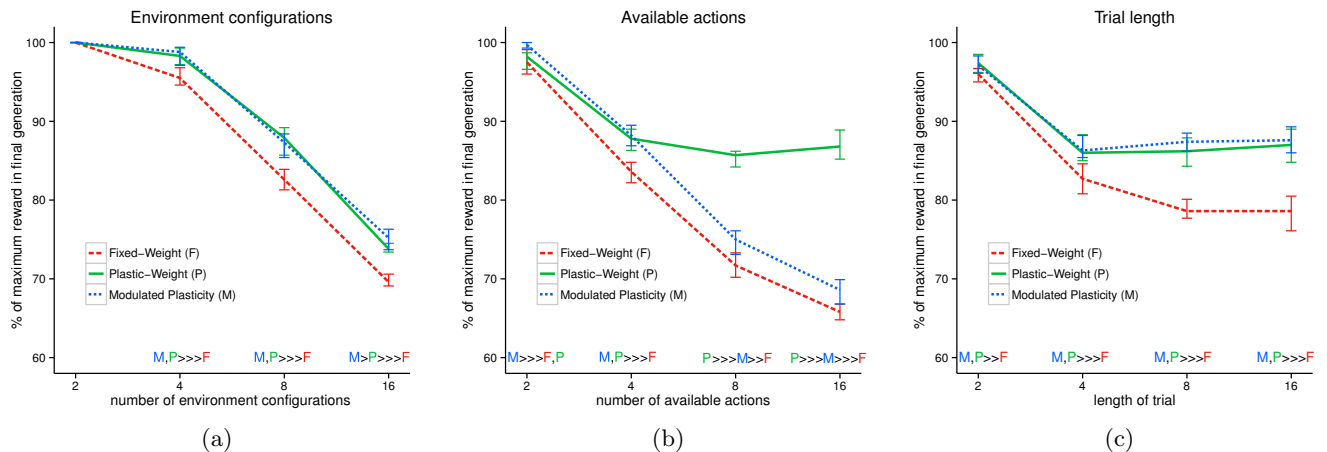 Environment configurations
% of maximum reward in final generation
100
90
80
70
60
Fixed−Weight (F)
Plastic−Weight (P)
Modulated Plasticity (M)
M,P>>>F
M,P>>>F
M>P>>>F
2
4
8
16
number of environment configurations
(a)
Available actions
% of maximum reward in final generation
100
90
80
70
60
Fixed−Weight (F)
Plastic−Weight (P)
Modulated Plasticity (M)
M>>>F,P
M,P>>>F
P>>>M>>F
P>>>M>>>F
2
4
8
16
number of available actions
(b)
Trial length
% of maximum reward in final generation
100
90
80
70
60
Fixed−Weight (F)
Plastic−Weight (P)
Modulated Plasticity (M)
M,P>>F
M,P>>>F
M,P>>>F
M,P>>>F
2
4
8
16
length of trial
(c)